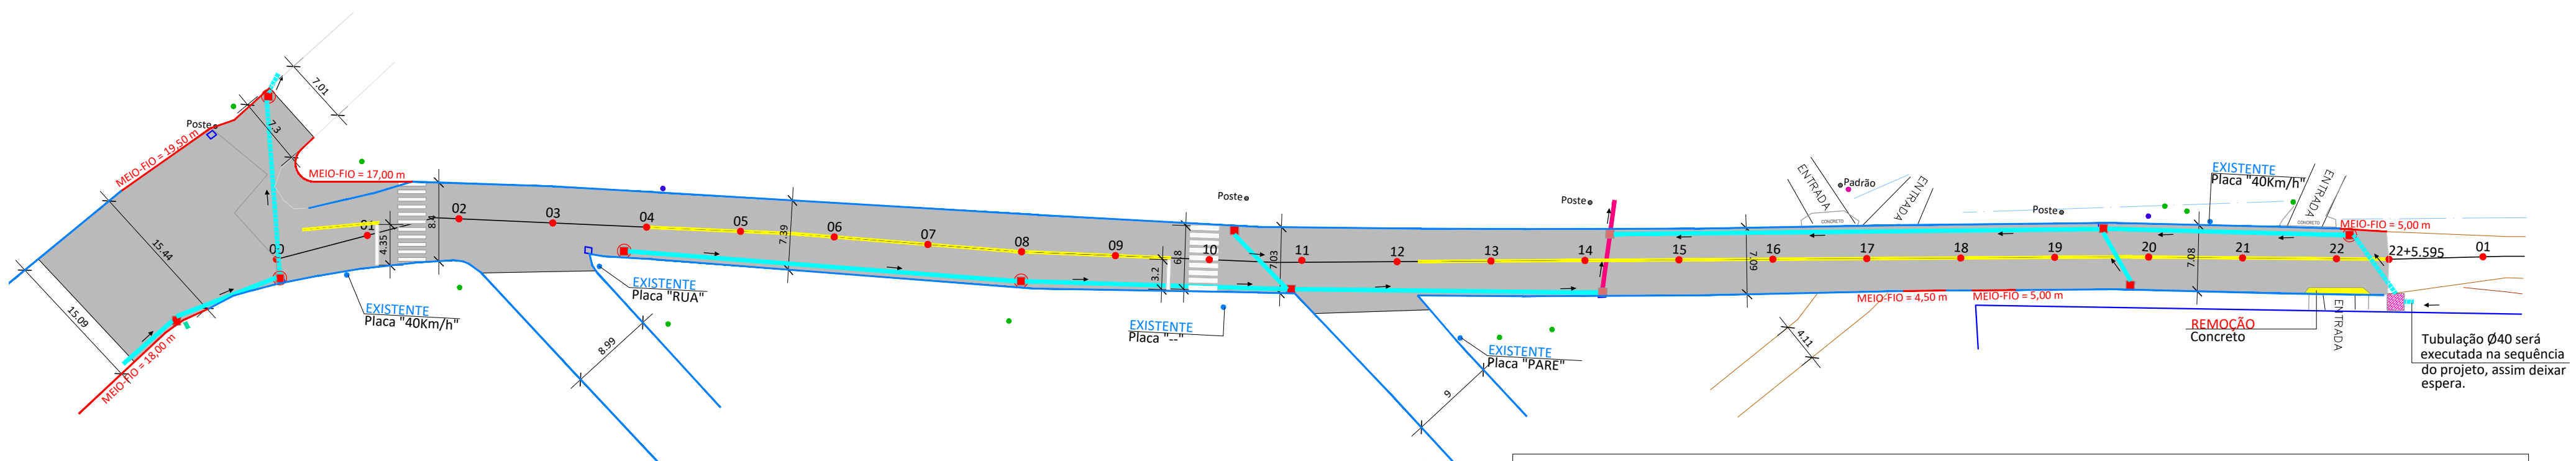 7.01
7.3
Poste
MEIO-FIO = 19,50 m
MEIO-FIO = 17,00 m
15.44
15.09
MEIO-FIO = 18,00 m
00
01
4.35
8.4
EXISTENTE
Placa "40Km/h"
02
03
04
05
06
07
08
09
10
11
12
13
14
15
16
17
18
19
20
21
22
22+5.595
01
7.39
EXISTENTE
Placa "RUA"
8.99
3.2
6.88
7.03
Poste
EXISTENTE
Placa "--"
EXISTENTE
Placa "PARE"
9
Poste
7.09
ENTRADA
Padrão
CONCRETO
ENTRADA
4.11
MEIO-FIO = 4,50 m
MEIO-FIO = 5,00 m
Poste
7.08
EXISTENTE
Placa "40Km/h"
ENTRADA
CONCRETO
MEIO-FIO = 5,00 m
REMOÇÃO
Concreto
ENTRADA
Tubulação Ø40 será
executada na sequência
do projeto, assim deixar
espera.